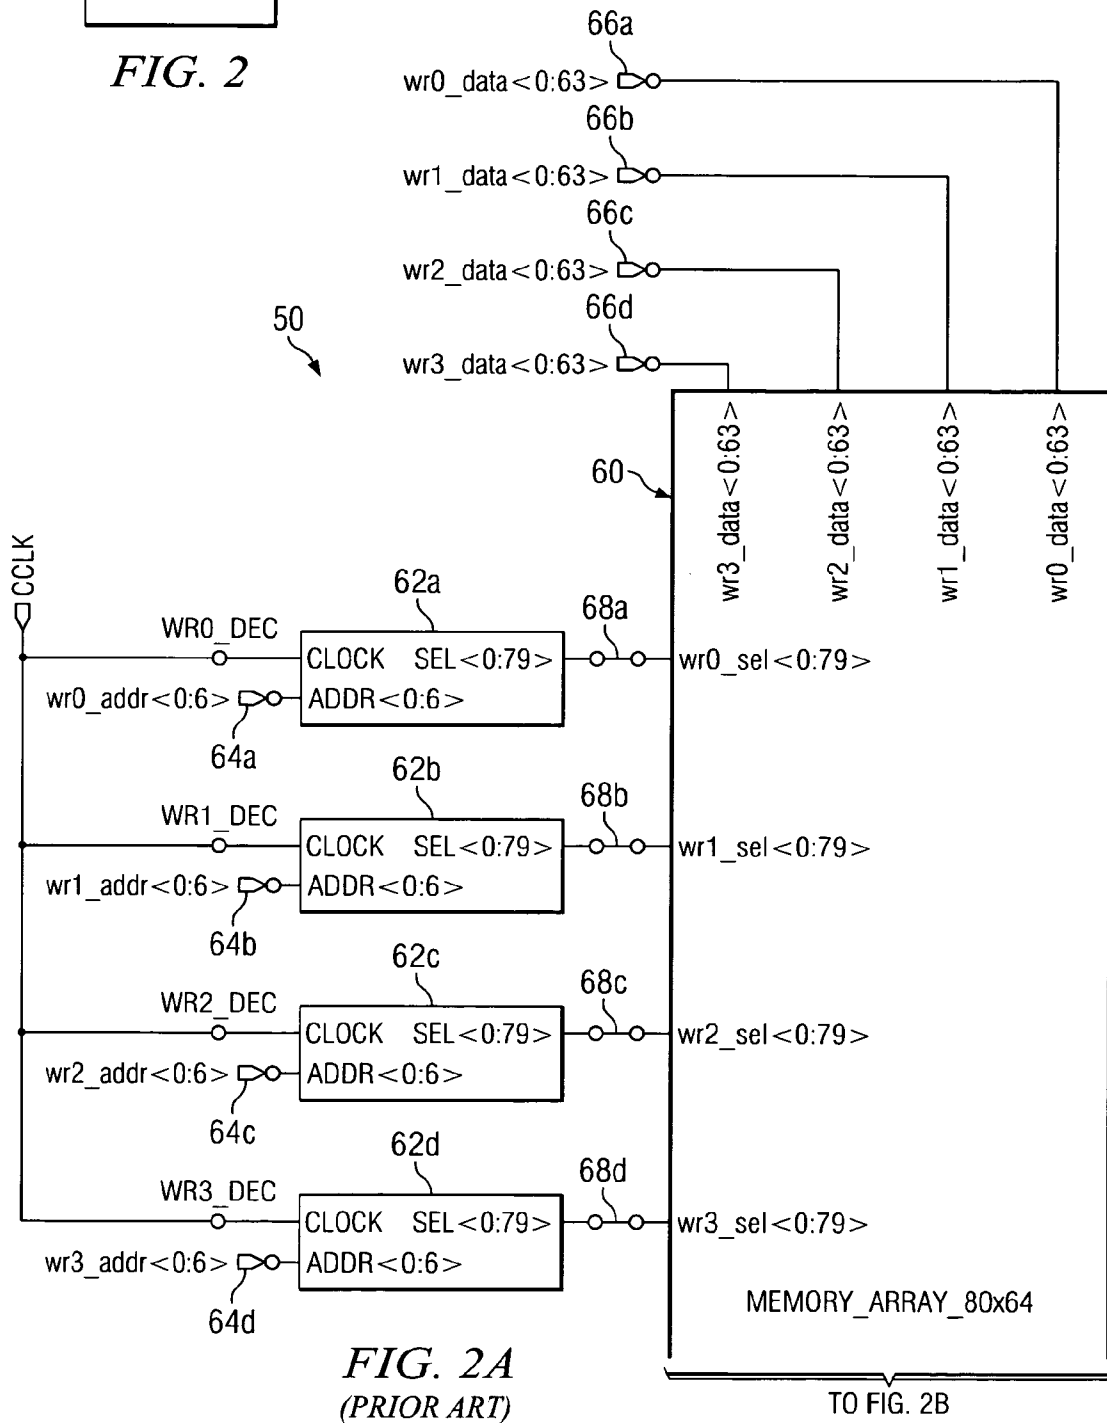 FIG. 2
66a
wr0_data<0:63>
66b
wr1_data<0:63>
66c
wr2_data<0:63>
66d
wr3_data<0:63>
50
60
wr3_data<0:63>
wr2_data<0:63>
wr1_data<0:63>
wr0_data<0:63>
CCLK
62a
68a
WR0_DEC
CLOCK SEL<0:79>
wr0_sel<0:79>
wr0_addr<0:6>
ADDR<0:6>
64a
62b
68b
WR1_DEC
CLOCK SEL<0:79>
wr1_sel<0:79>
wr1_addr<0:6>
ADDR<0:6>
64b
62c
68c
WR2_DEC
CLOCK SEL<0:79>
wr2_sel<0:79>
wr2_addr<0:6>
ADDR<0:6>
64c
62d
68d
WR3_DEC
CLOCK SEL<0:79>
wr3_sel<0:79>
wr3_addr<0:6>
ADDR<0:6>
64d
MEMORY_ARRAY_80x64
FIG. 2A
(PRIOR ART)
TO FIG. 2B